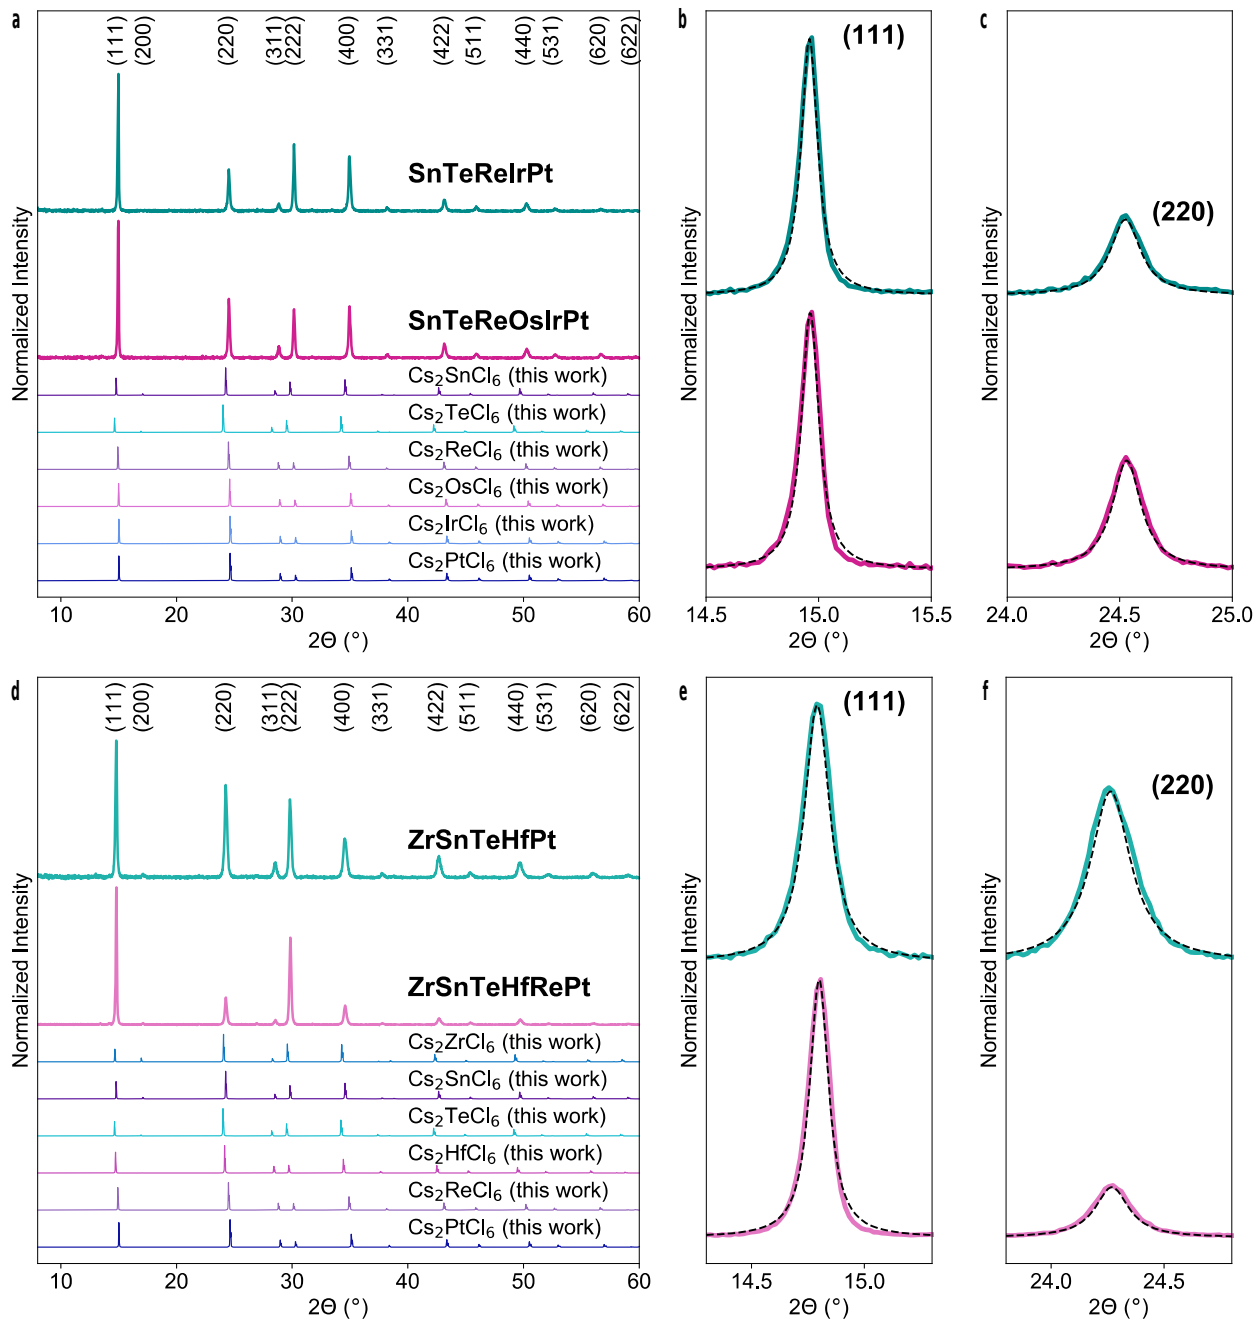 a
(111) (200) (220) (311) (222) (400) (331) (422) (511) (440) (531) (620) (622)
SnTeReIrPt
SnTeReOsIrPt
Cs₂SnCl₆ (this work)
Cs₂TeCl₆ (this work)
Cs₂ReCl₆ (this work)
Cs₂OsCl₆ (this work)
Cs₂IrCl₆ (this work)
Cs₂PtCl₆ (this work)
Normalized Intensity
10 20 30 40 50 60
2Θ (°)
b
(111)
Normalized Intensity
14.5 15.0 15.5
2Θ (°)
c
(220)
Normalized Intensity
24.0 24.5 25.0
2Θ (°)
d
(111) (200) (220) (311) (222) (400) (331) (422) (511) (440) (531) (620) (622)
ZrSnTeHfPt
ZrSnTeHfRePt
Cs₂ZrCl₆ (this work)
Cs₂SnCl₆ (this work)
Cs₂TeCl₆ (this work)
Cs₂HfCl₆ (this work)
Cs₂ReCl₆ (this work)
Cs₂PtCl₆ (this work)
Normalized Intensity
10 20 30 40 50 60
2Θ (°)
e
(111)
Normalized Intensity
14.5 15.0
2Θ (°)
f
(220)
Normalized Intensity
24.0 24.5
2Θ (°)